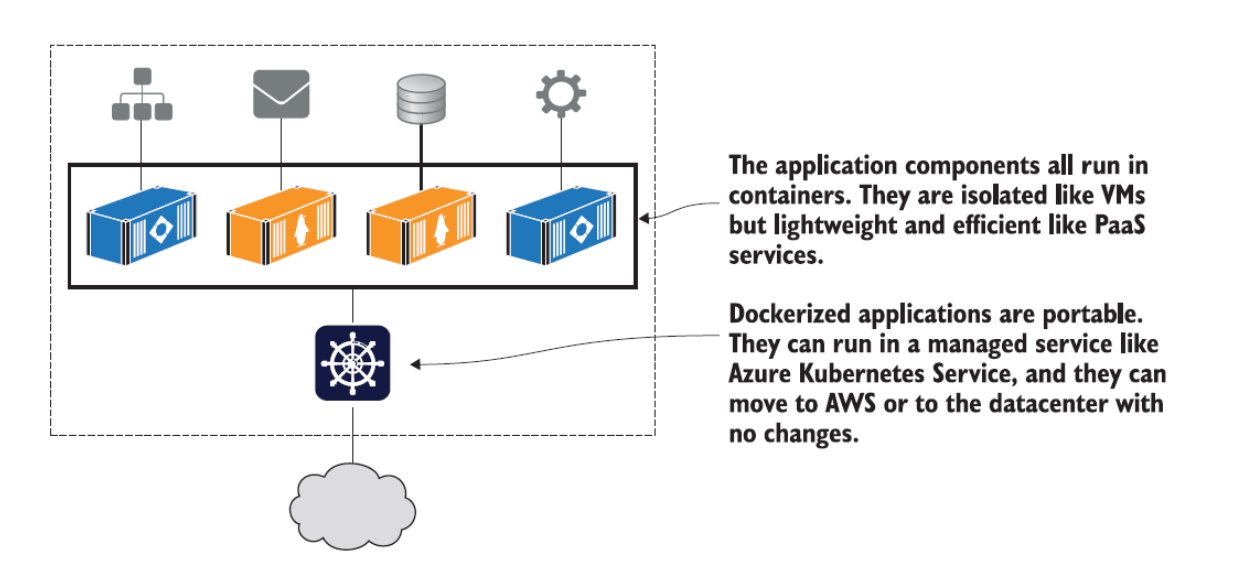 The application components all run in
containers. They are isolated like VMs
but lightweight and efficient like PaaS
services.
Dockerized applications are portable.
They can run in a managed service like
Azure Kubernetes Service, and they can
move to AWS or to the datacenter with
no changes.